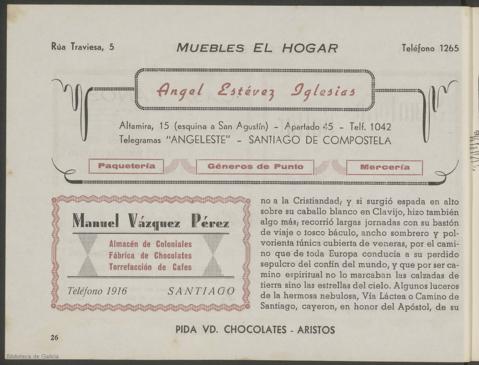 Rúa Traviesa, 5 MUEBLES EL HOGAR Teléfono 1265
Angel Estévez Iglesias
Altamira, 15 (esquina a San Agustín) - Apartado 45 - Telf. 1042
Telegramas "ANGELESTE" - SANTIAGO DE COMPOSTELA
Paquetería Géneros de Punto Mercería
Manuel Vázquez Pérez
Almacén de Coloniales
Fábrica de Chocolates
Torrefacción de Cafes
Teléfono 1916 SANTIAGO
no a la Cristiandad; y si surgió espada en alto
sobre su caballo blanco en Clavijo, hizo también
algo más; recorrió largas jornadas con su bastón
de viaje o tosco báculo, ancho sombrero y pol-
vorienta túnica cubierta de veneras, por el cami-
no que de toda Europa conducía a su perdido
sepulcro del confín del mundo, y que por ser ca-
mino espiritual no lo marcaban las calzadas de
tierra sino las estrellas del cielo. Algunos luceros
de la hermosa nebulosa, Vía Láctea o Camino de
Santiago, cayeron, en honor del Apóstol, de su
26
PIDA VD. CHOCOLATES - ARISTOS
Biblioteca de Galicia